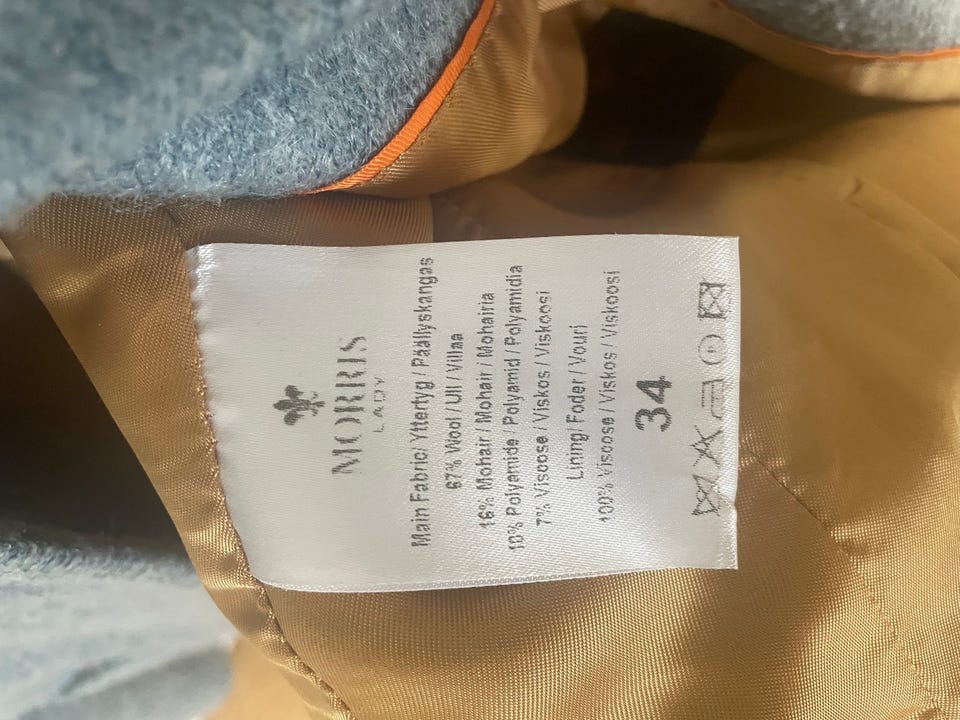 MORRIS
LADY
Main Fabric/ Yttertyg / Päällyskangas
67% Wool / Ull / Villaa
16% Mohair / Mohair / Mohairia
10% Polyamide / Polyamid / Polyamidia
7% Viscose / Viskos / Viskoosi
Lining/ Foder / Vouri
100% Viscose / Viskos / Viskoosi
34